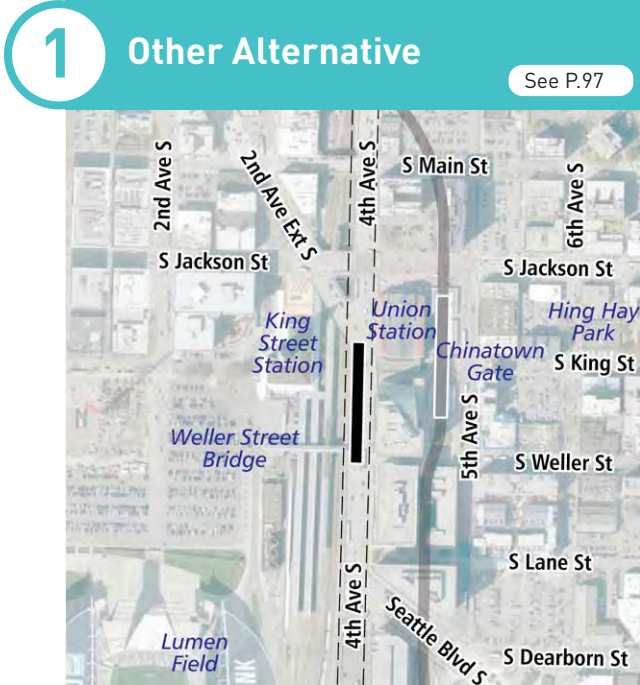 1
Other Alternative
See P.97
2nd Ave S
2nd Ave Ext S
4th Ave S
S Main St
6th Ave S
S Jackson St
S Jackson St
King
Street
Station
Union
Station
Chinatown
Gate
Hing Hay
Park
S King St
Weller Street
Bridge
5th Ave S
S Weller St
S Lane St
4th Ave S
Seattle Blvd S
S Dearborn St
Lumen
Field
NK